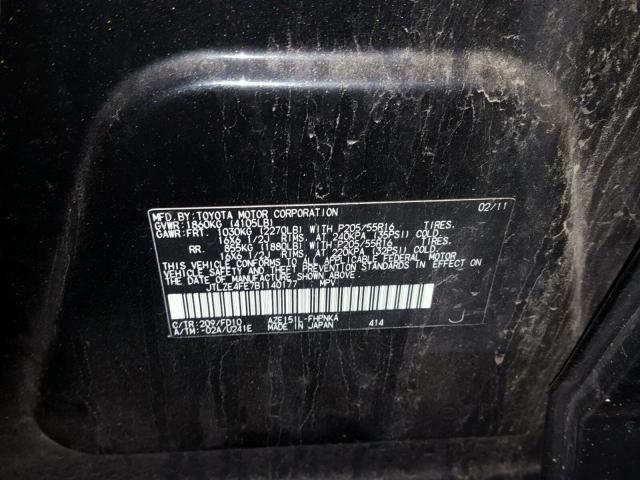 MFD.BY:TOYOTA MOTOR CORPORATION 02/11
GVWR:1860KG (4105LB)
GAWR:FRT. 1030KG (2270LB) WITH P205/55R16 TIRES,
16X6 1/2J RIMS, AT 240KPA (35PSI) COLD
RR. 855KG (1880LB) WITH P205/55R16 TIRES,
16X6 1/2J RIMS, AT 220KPA (32PSI) COLD
THIS VEHICLE CONFORMS TO ALL APPLICABLE FEDERAL MOTOR
VEHICLE SAFETY AND THEFT PREVENTION STANDARDS IN EFFECT ON
THE DATE OF MANUFACTURE SHOWN ABOVE.
JTLZE4FE7B1140177 MPV
C/TR:209/FD10 AZE151L-FHPNKA
A/TM:-02A/U241E MADE IN JAPAN 414 J